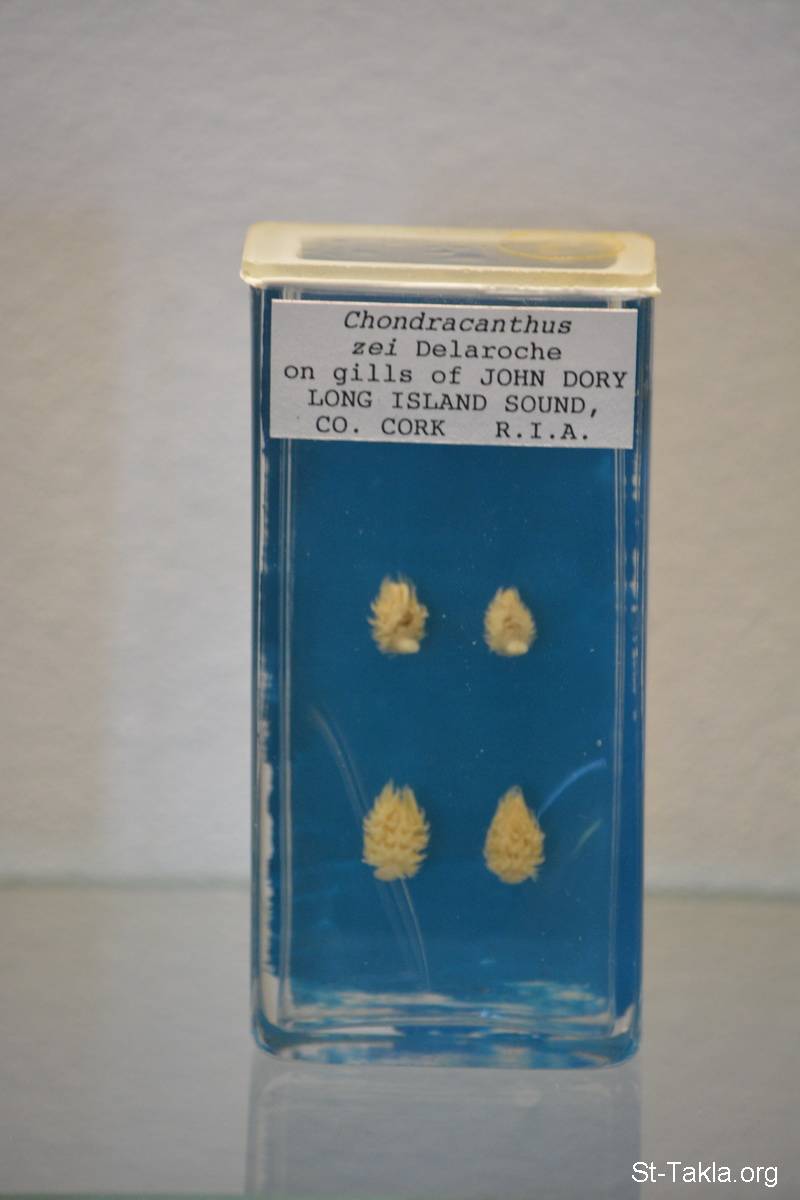 Chondracanthus
zei Delaroche
on gills of JOHN DORY
LONG ISLAND SOUND,
CO. CORK R.I.A.
St-Takla.org